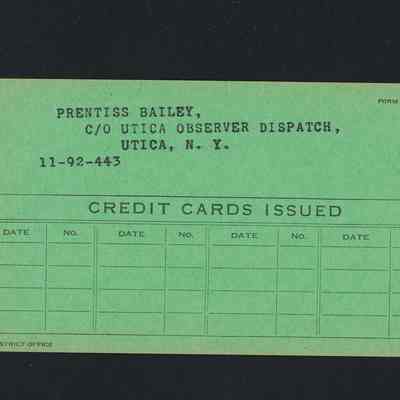 FORM
PRENTISS BAILEY,
C/O UTICA OBSERVER DISPATCH,
UTICA, N. Y.
11-92-443
CREDIT CARDS ISSUED
DATE No. DATE No. DATE No. DATE
STRICT OFFICE